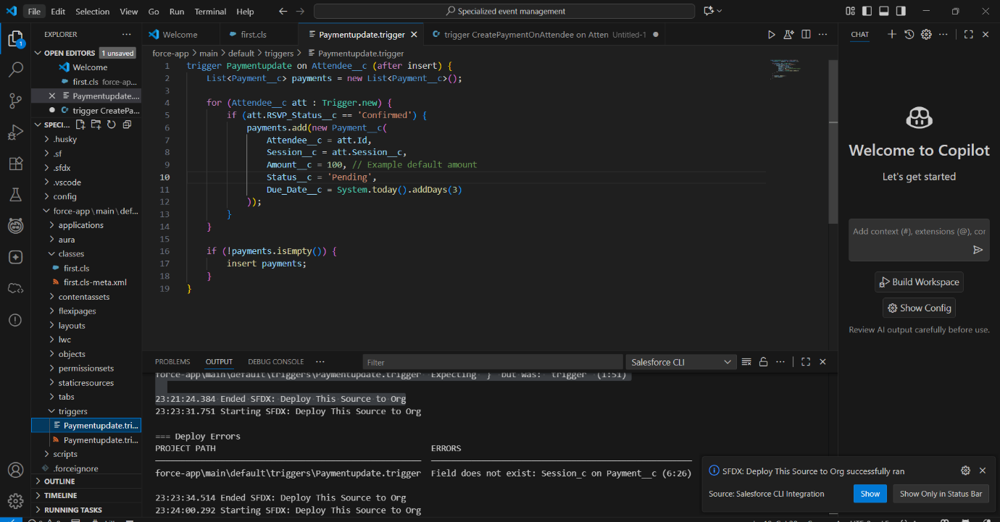 File Edit Selection View Go Run Terminal Help
Specialized event management
EXPLORER
OPEN EDITORS 1 unsaved
Welcome
first.cls force-ap...
Paymentupdate....
trigger CreatePa...
SPECI...
.husky
.sf
.sfdx
.vscode
config
force-app\main\def...
applications
aura
classes
first.cls
first.cls-meta.xml
contentassets
flexipages
layouts
lwc
objects
permissionsets
staticresources
tabs
triggers
Paymentupdate.tri...
Paymentupdate.tri...
scripts
.forceignore
OUTLINE
TIMELINE
RUNNING TASKS
1
Welcome
first.cls
Paymentupdate.trigger
trigger CreatePaymentOnAttendee on Atten Untitled-1
force-app > main > default > triggers > Paymentupdate.trigger
1 trigger Paymentupdate on Attendee__c (after insert) {
2 List<Payment__c> payments = new List<Payment__c>();
3
4 for (Attendee__c att : Trigger.new) {
5 if (att.RSVP_Status__c == 'Confirmed') {
6 payments.add(new Payment__c(
7 Attendee__c = att.Id,
8 Session__c = att.Session__c,
9 Amount__c = 100, // Example default amount
10 Status__c = 'Pending',
11 Due_Date__c = System.today().addDays(3)
12 ));
13 }
14 }
15
16 if (!payments.isEmpty()) {
17 insert payments;
18 }
19 }
PROBLEMS OUTPUT DEBUG CONSOLE
Filter
Salesforce CLI
force-app\main\default\triggers\Paymentupdate.trigger Expecting '}' but was: 'trigger' (1:51)
23:21:24.384 Ended SFDX: Deploy This Source to Org
23:23:31.751 Starting SFDX: Deploy This Source to Org
=== Deploy Errors
PROJECT PATH ERRORS
force-app\main\default\triggers\Paymentupdate.trigger Field does not exist: Session_c on Payment__c (6:26)
23:23:34.514 Ended SFDX: Deploy This Source to Org
23:24:00.292 Starting SFDX: Deploy This Source to Org
CHAT
Welcome to Copilot
Let's get started
Add context (#), extensions (@), cor
Build Workspace
Show Config
Review AI output carefully before use.
SFDX: Deploy This Source to Org successfully ran
Source: Salesforce CLI Integration
Show
Show Only in Status Bar